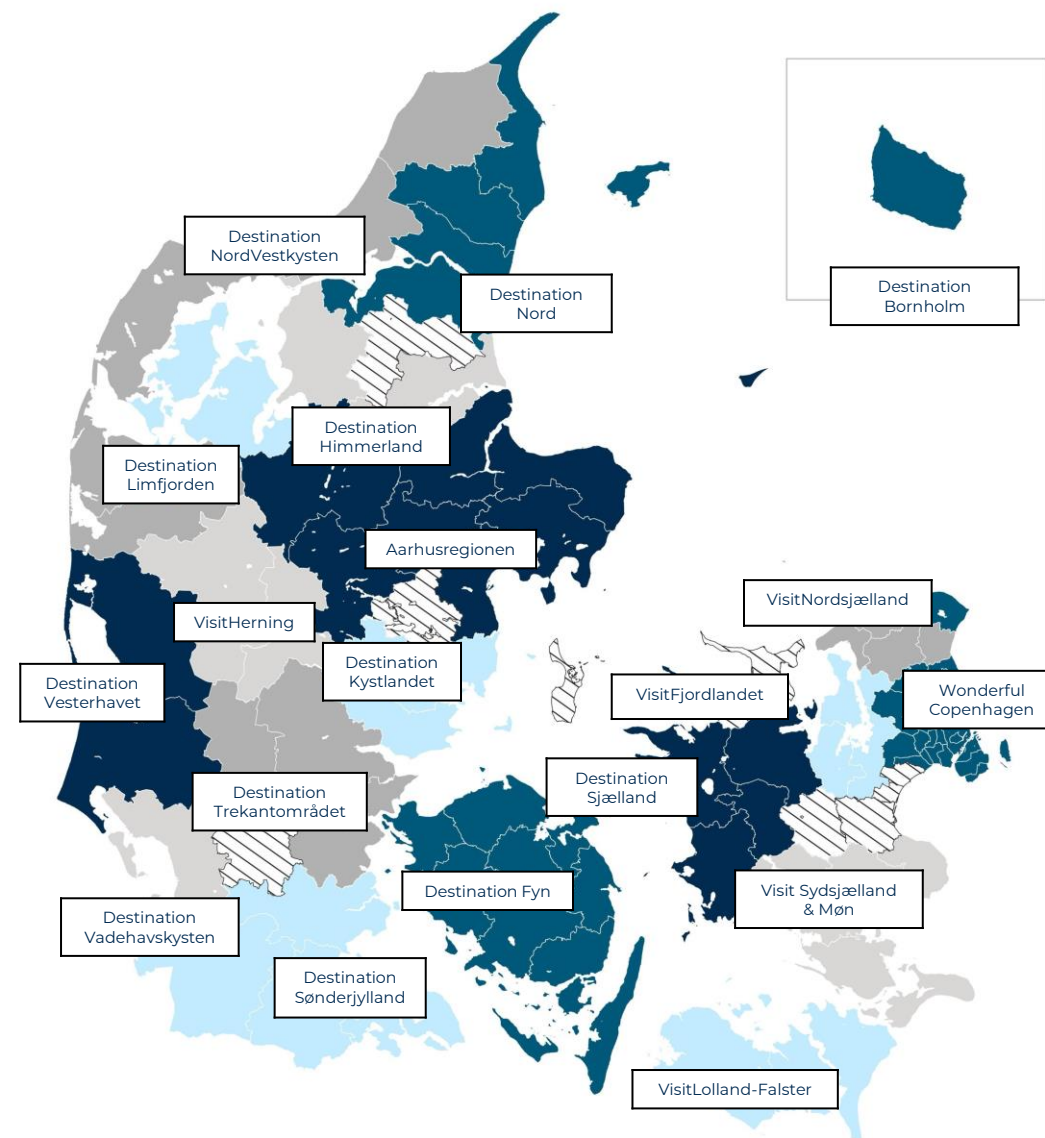 Destination
NordVestkysten
Destination
Nord
Destination
Bornholm
Destination
Himmerland
Destination
Limfjorden
Aarhusregionen
VisitNordsjælland
VisitHerning
Destination
Kystlandet
Destination
Vesterhavet
VisitFjordlandet
Wonderful
Copenhagen
Destination
Sjælland
Destination
Trekantområdet
Destination Fyn
Visit Sydsjælland
& Møn
Destination
Vadehavskysten
Destination
Sønderjylland
VisitLolland-Falster